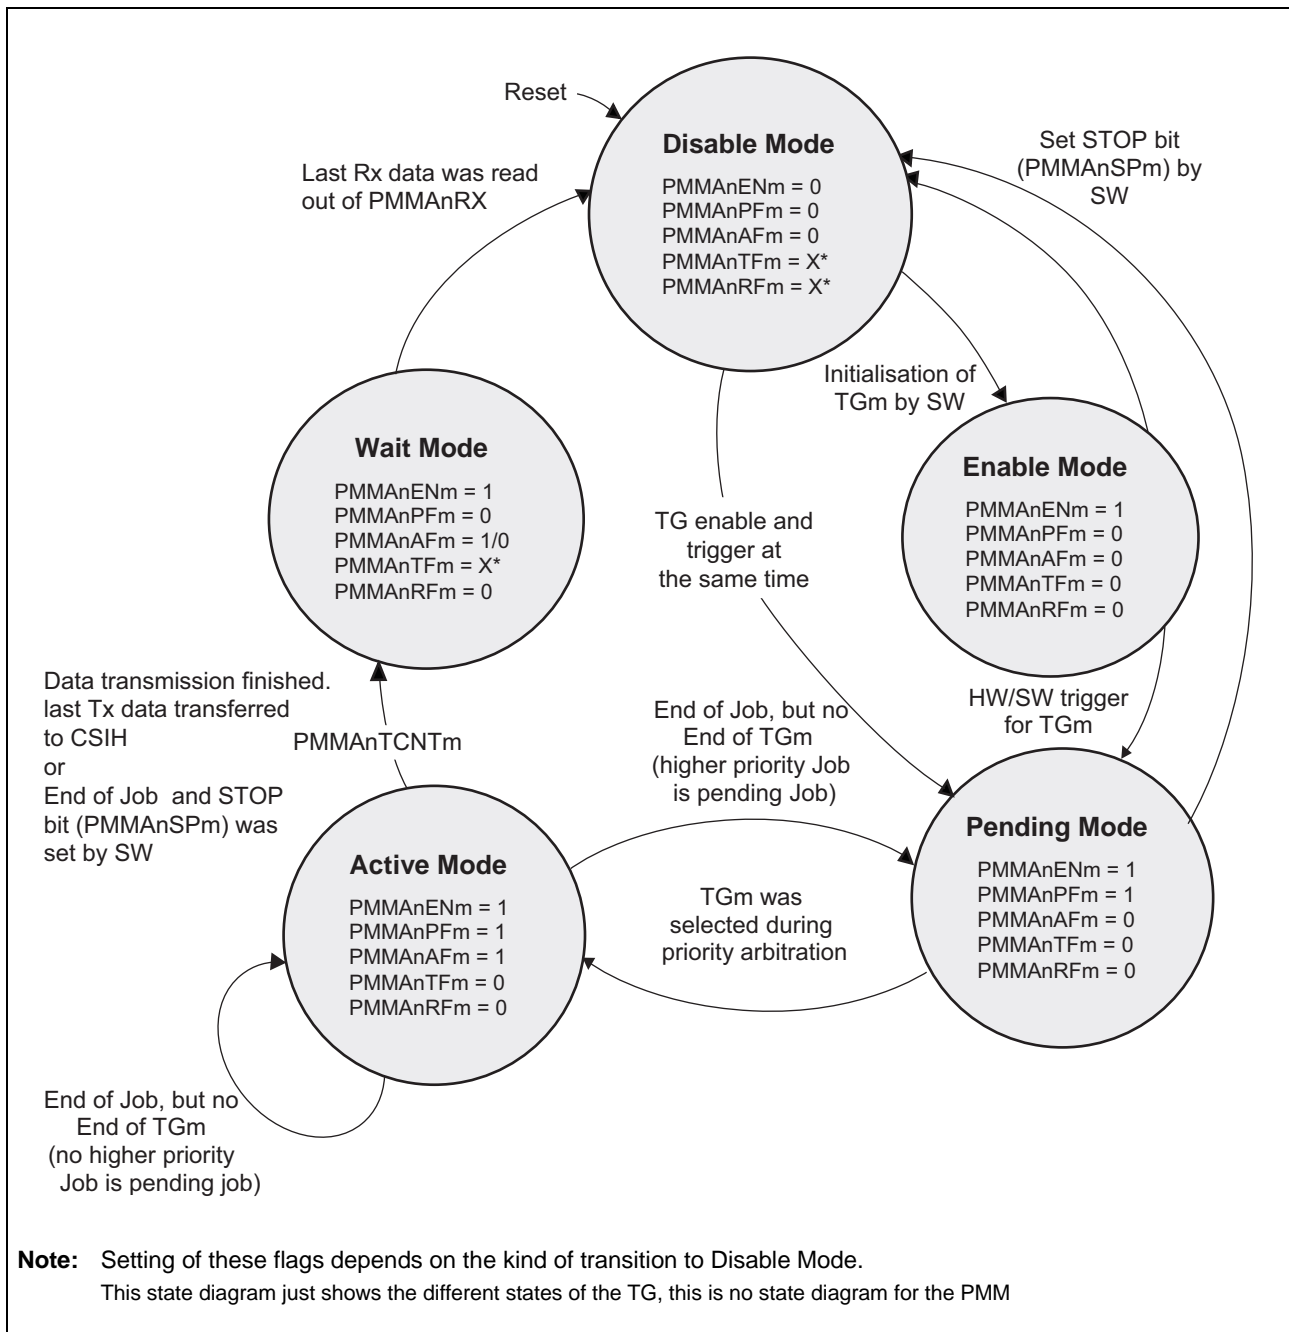 Reset
Disable Mode
PMMAnENm = 0
PMMAnPFm = 0
PMMAnAFm = 0
PMMAnTFm = X*
PMMAnRFm = X*
Set STOP bit
(PMMAnSPm) by
SW
Last Rx data was read
out of PMMAnRX
Initialisation of
TGm by SW
Wait Mode
PMMAnENm = 1
PMMAnPFm = 0
PMMAnAFm = 1/0
PMMAnTFm = X*
PMMAnRFm = 0
Enable Mode
PMMAnENm = 1
PMMAnPFm = 0
PMMAnAFm = 0
PMMAnTFm = 0
PMMAnRFm = 0
TG enable and
trigger at
the same time
Data transmission finished.
last Tx data transferred
to CSIH
or
End of Job and STOP
bit (PMMAnSPm) was
set by SW
PMMAnTCNTm
End of Job, but no
End of TGm
(higher priority Job
is pending Job)
HW/SW trigger
for TGm
Active Mode
PMMAnENm = 1
PMMAnPFm = 1
PMMAnAFm = 1
PMMAnTFm = 0
PMMAnRFm = 0
TGm was
selected during
priority arbitration
Pending Mode
PMMAnENm = 1
PMMAnPFm = 1
PMMAnAFm = 0
PMMAnTFm = 0
PMMAnRFm = 0
End of Job, but no
End of TGm
(no higher priority
Job is pending job)
Note: Setting of these flags depends on the kind of transition to Disable Mode.
This state diagram just shows the different states of the TG, this is no state diagram for the PMM